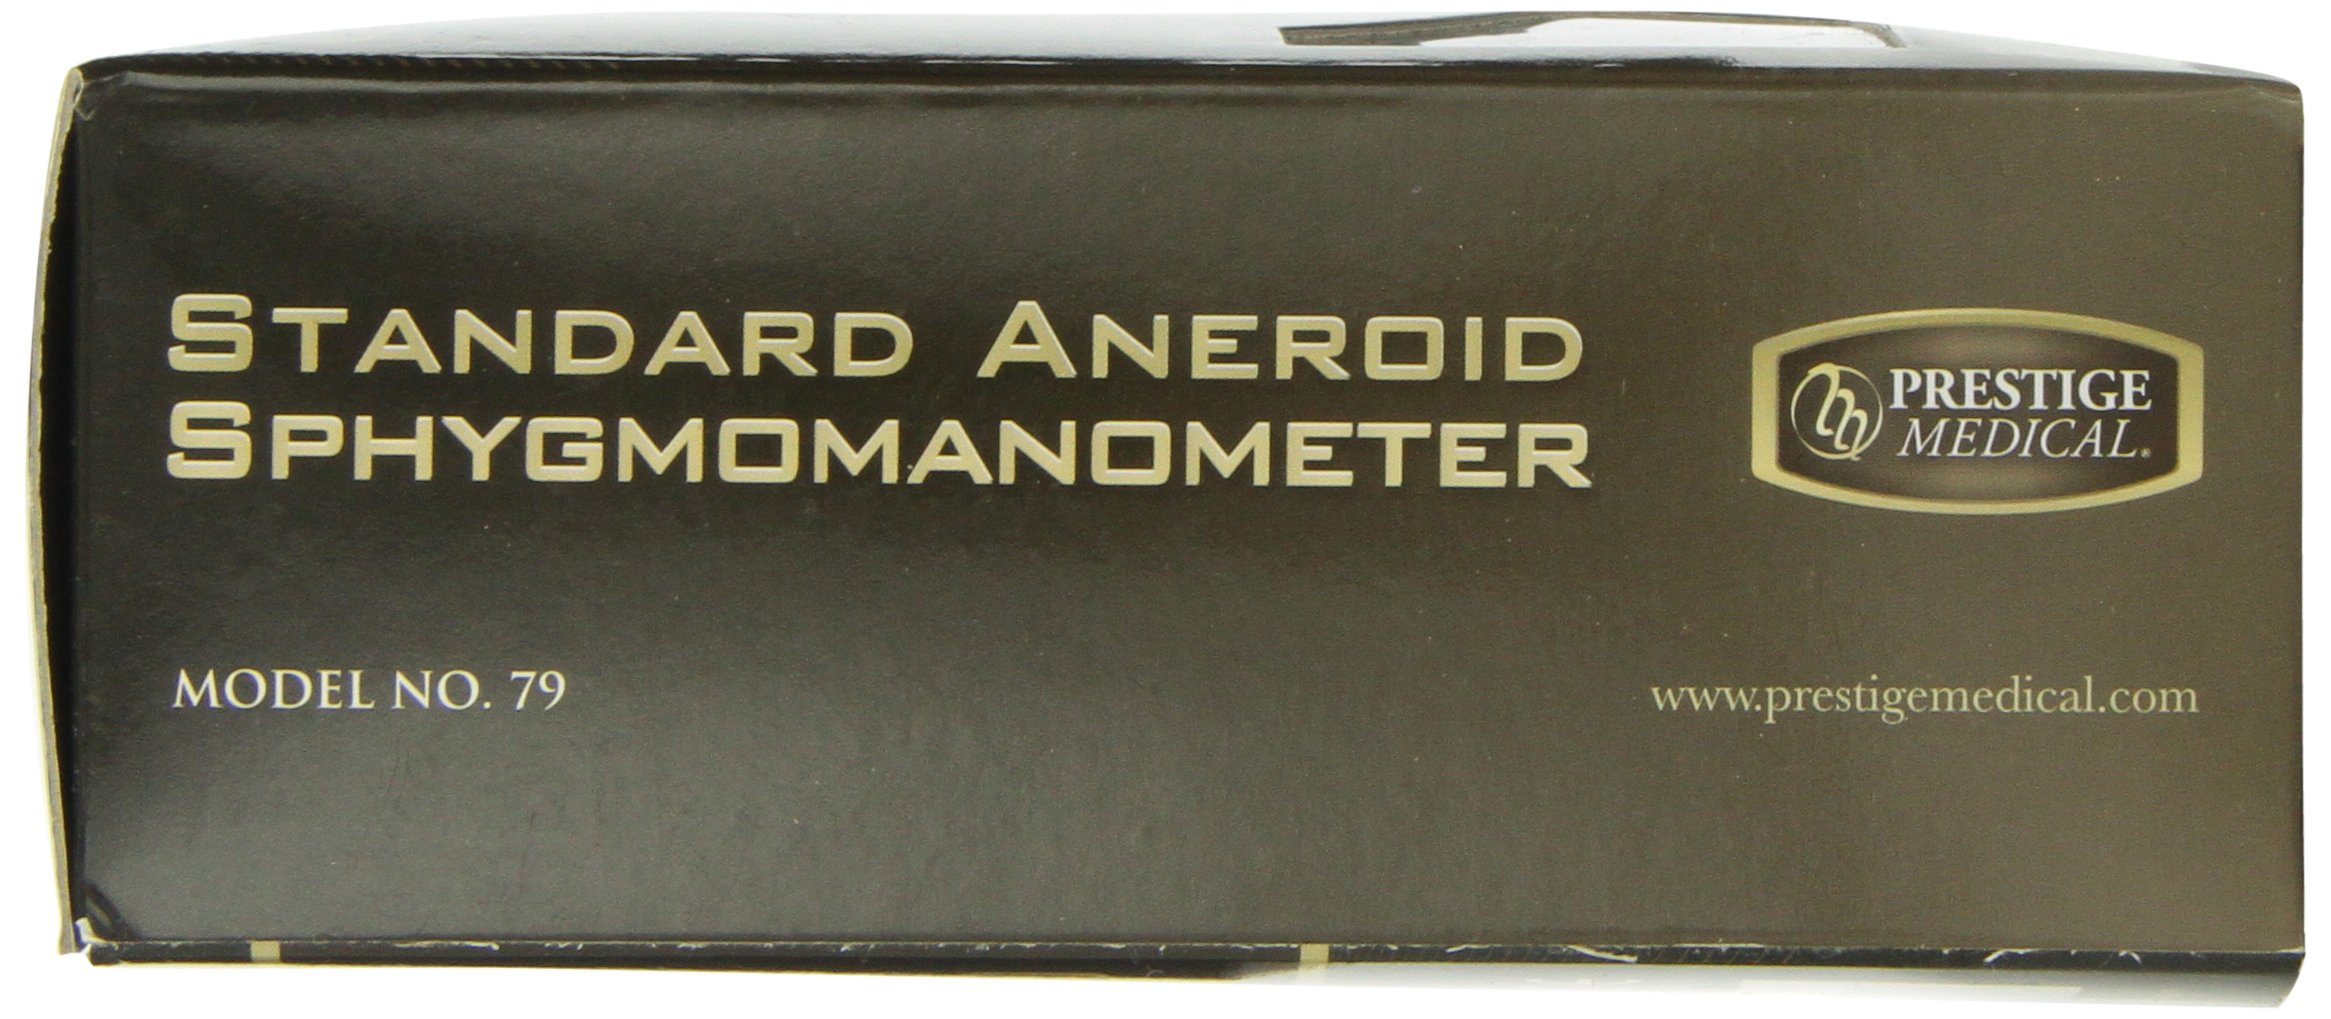 STANDARD ANEROID
SPHYGMOMANOMETER
PRESTIGE
MEDICAL®
MODEL NO. 79
www.prestigemedical.com